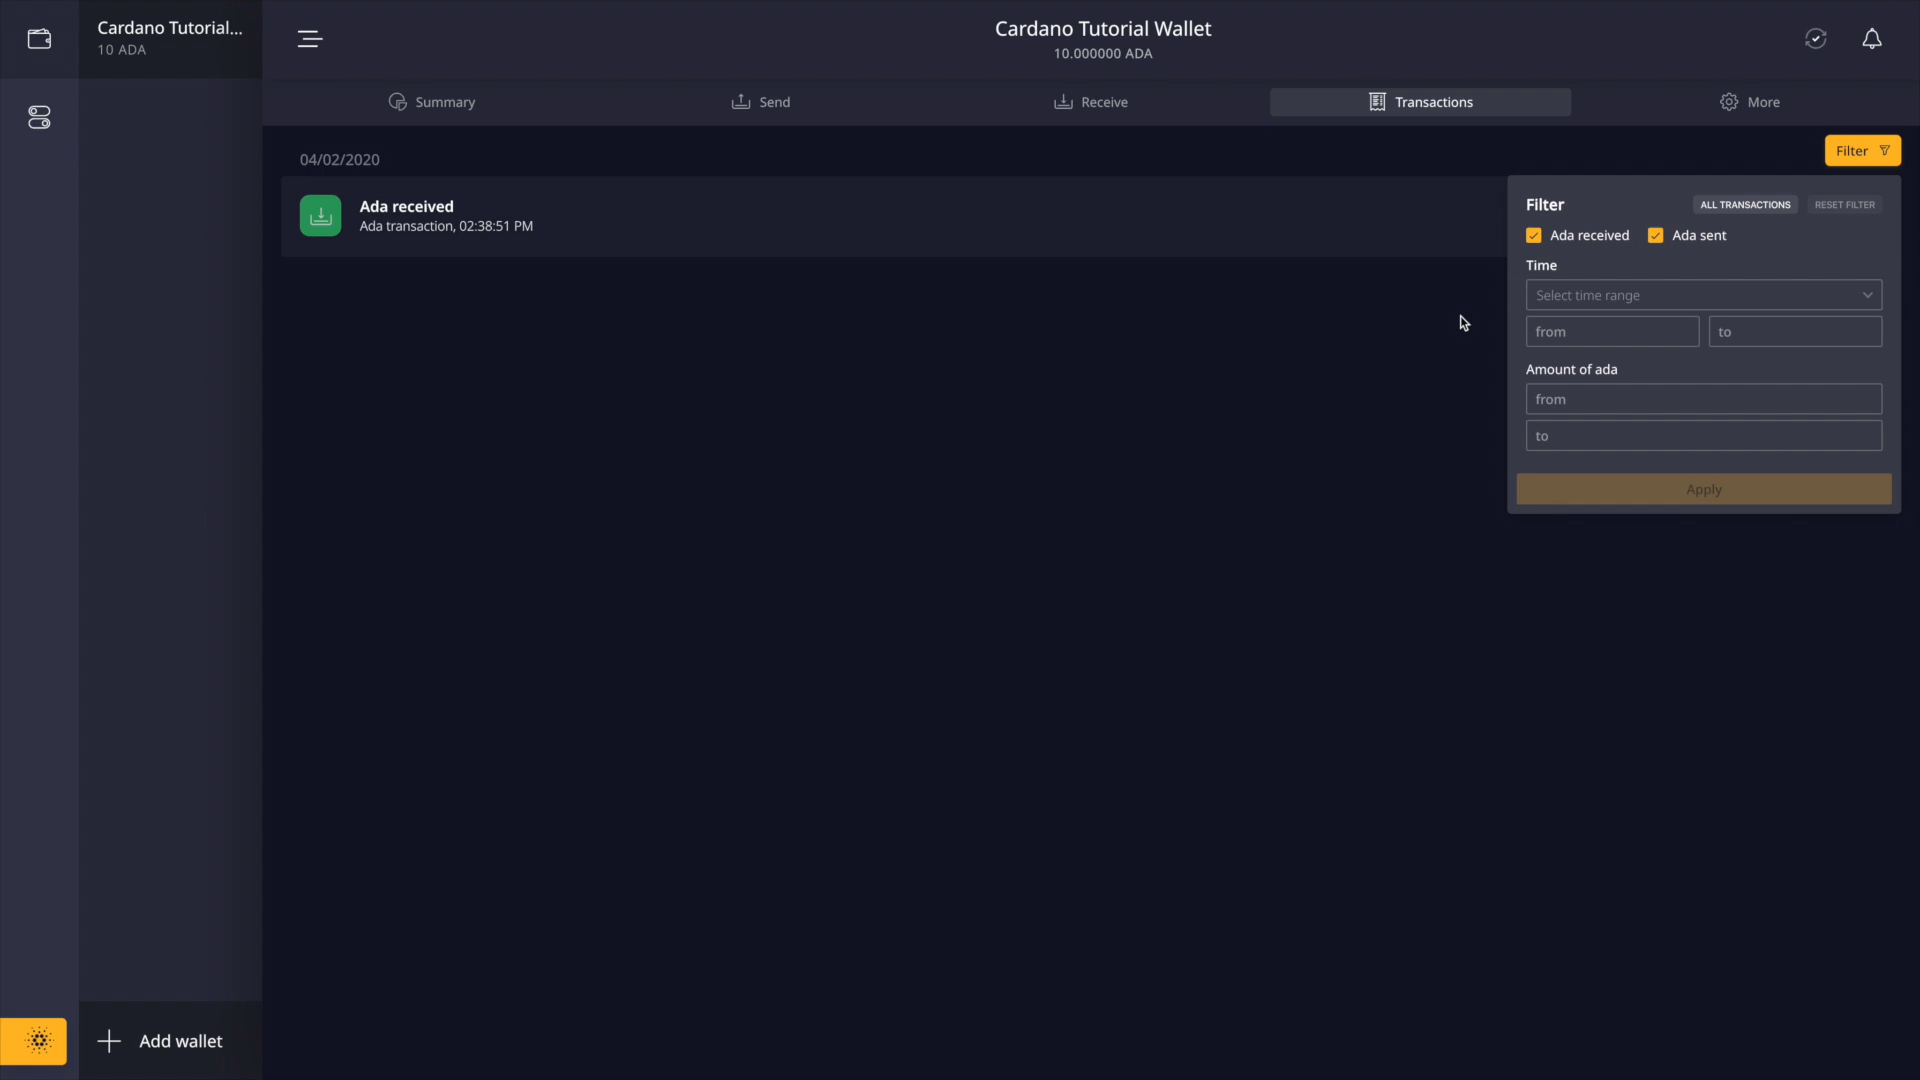 Cardano Tutorial...
10 ADA
Cardano Tutorial Wallet
10.000000 ADA
Summary
Send
Receive
Transactions
More
04/02/2020
Filter
Ada received
Ada transaction, 02:38:51 PM
Filter
ALL TRANSACTIONS
RESET FILTER
Ada received
Ada sent
Time
Select time range
from
to
Amount of ada
from
to
Apply
Add wallet